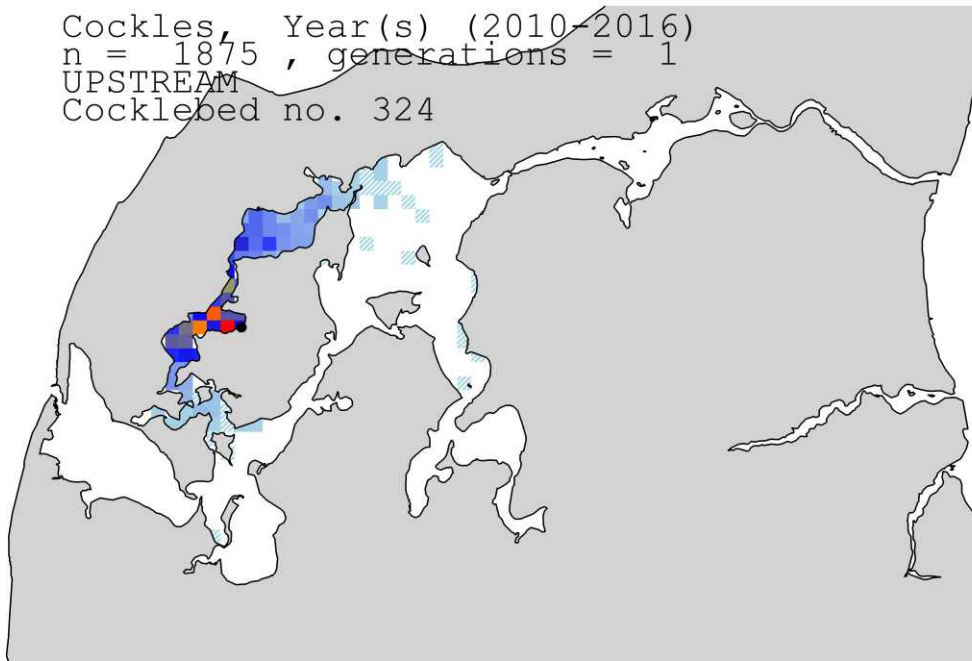 Cockles, Year(s) (2010-2016)
n = 1875 , generations = 1
UPSTREAM
Cocklebed no. 324